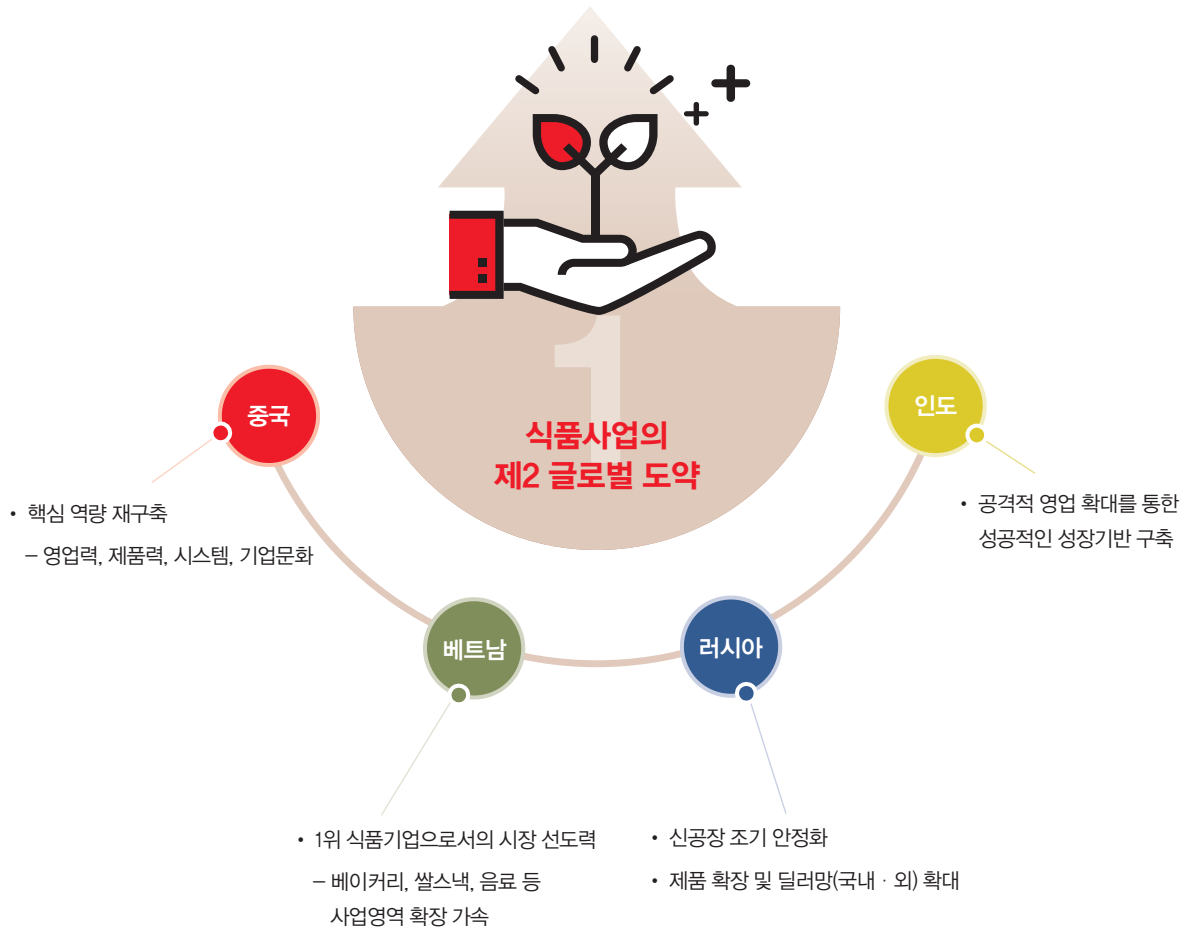 1
식품사업의
제2 글로벌 도약
중국
• 핵심 역량 재구축
– 영업력, 제품력, 시스템, 기업문화
베트남
• 1위 식품기업으로서의 시장 선도력
– 베이커리, 쌀스낵, 음료 등
사업영역 확장 가속
러시아
• 신공장 조기 안정화
• 제품 확장 및 딜러망(국내 · 외) 확대
인도
• 공격적 영업 확대를 통한
성공적인 성장기반 구축